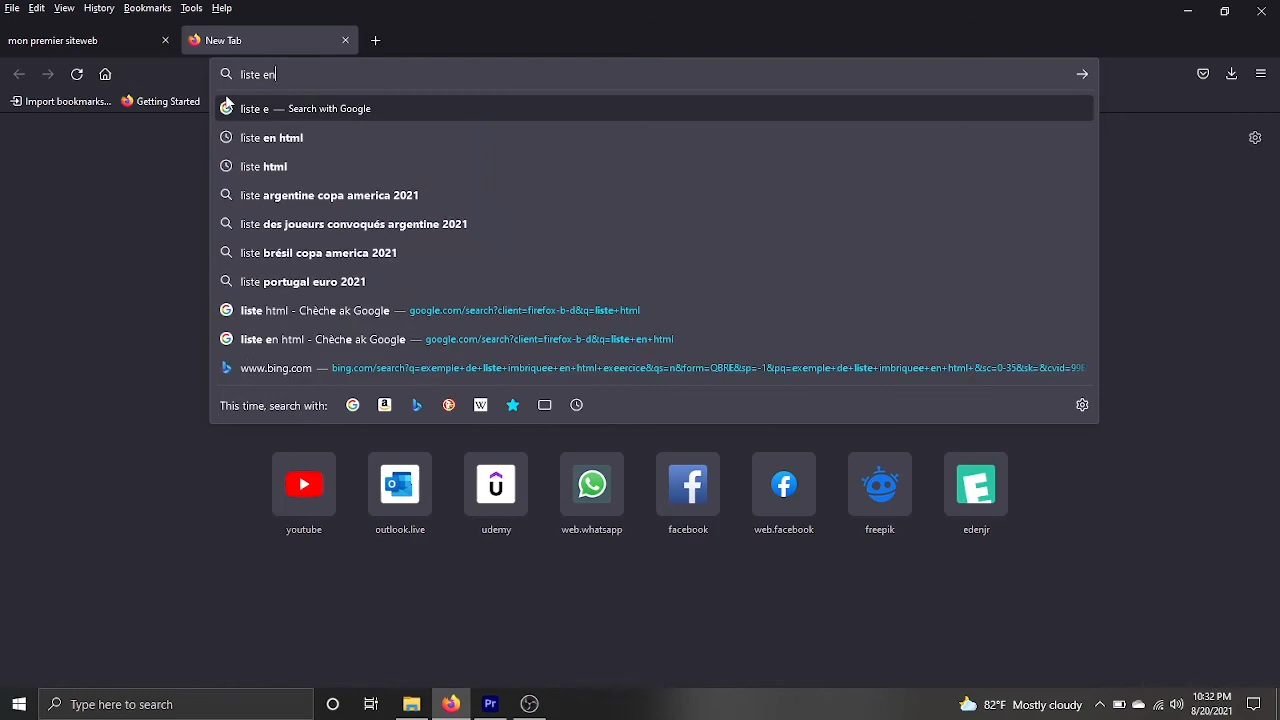 File Edit View History Bookmarks Tools Help
mon premier siteweb
New Tab
liste en
Import bookmarks...
Getting Started
liste e — Search with Google
liste en html
liste html
liste argentine copa america 2021
liste des joueurs convoqués argentine 2021
liste brésil copa america 2021
liste portugal euro 2021
liste html - Chèche ak Google — google.com/search?client=firefox-b-d&q=liste+html
liste en html - Chèche ak Google — google.com/search?client=firefox-b-d&q=liste+en+html
www.bing.com — bing.com/search?q=exemple+de+liste+imbriquee+en+html+exeercice&qs=n&form=QBRE&sp=-1&pq=exemple+de+liste+imbriquee+en+html+&sc=0-35&sk=&cvid=99E
This time, search with:
youtube
outlook.live
udemy
web.whatsapp
facebook
web.facebook
freepik
edenjr
Type here to search
Pr
82°F Mostly cloudy
10:32 PM
8/20/2021